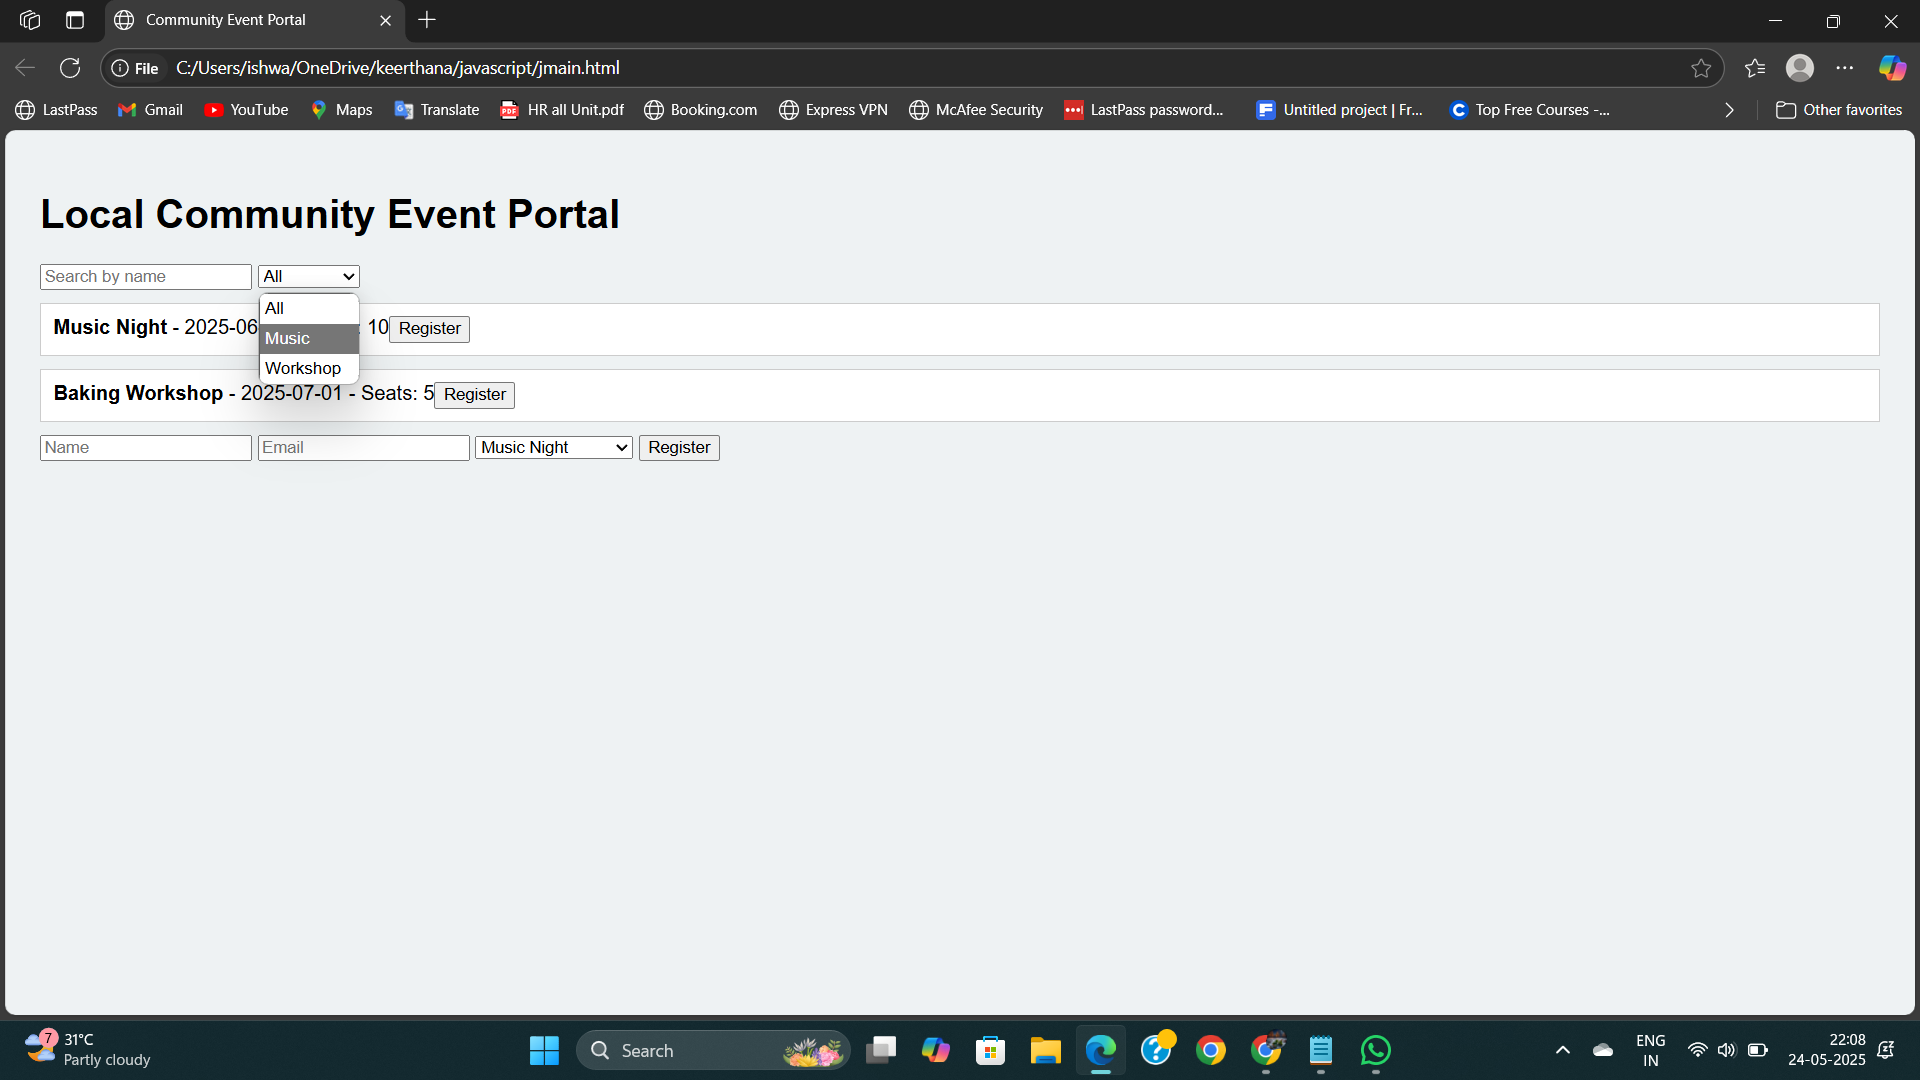 Community Event Portal
File C:/Users/ishwa/OneDrive/keerthana/javascript/jmain.html
LastPass Gmail YouTube Maps Translate HR all Unit.pdf Booking.com Express VPN McAfee Security LastPass password... Untitled project | Fr... Top Free Courses -... Other favorites
Local Community Event Portal
Search by name All
All
Music Night - 2025-06 : 10 Register
Music
Workshop
Baking Workshop - 2025-07-01 - Seats: 5 Register
Name Email Music Night Register
7 31°C
Partly cloudy
Search
ENG
IN
22:08
24-05-2025